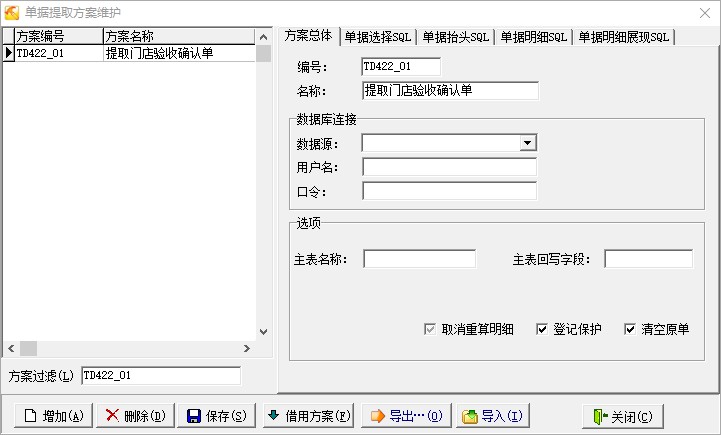 单据提取方案维护
方案编号 方案名称
TD422_01 提取门店验收确认单
方案过滤(L) TD422_01
方案总体 单据选择SQL 单据抬头SQL 单据明细SQL 单据明细展现SQL
编号: TD422_01
名称: 提取门店验收确认单
数据库连接
数据源:
用户名:
口令:
选项
主表名称: 主表回写字段:
取消重算明细 登记保护 清空原单
增加(A) 删除(D) 保存(S) 借用方案(F) 导出…(O) 导入(I) 关闭(C)